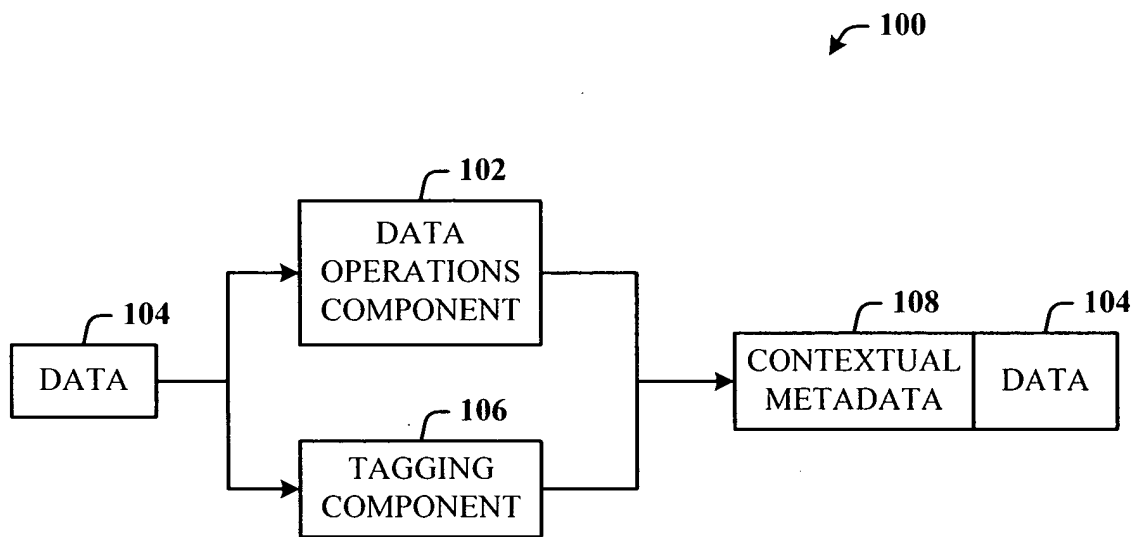 100
102
DATA
OPERATIONS
COMPONENT
104
DATA
108
104
CONTEXTUAL
METADATA
DATA
106
TAGGING
COMPONENT